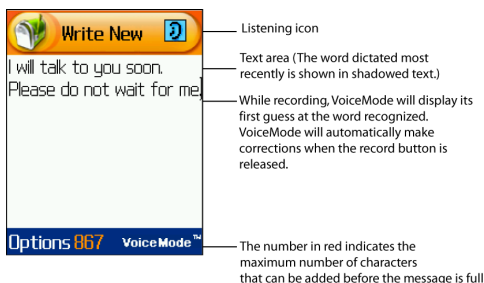 Write New
I will talk to you soon.
Please do not wait for me
Options 867 VoiceMode™
Listening icon
Text area (The word dictated most
recently is shown in shadowed text.)
While recording, VoiceMode will display its
first guess at the word recognized.
VoiceMode will automatically make
corrections when the record button is
released.
The number in red indicates the
maximum number of characters
that can be added before the message is full